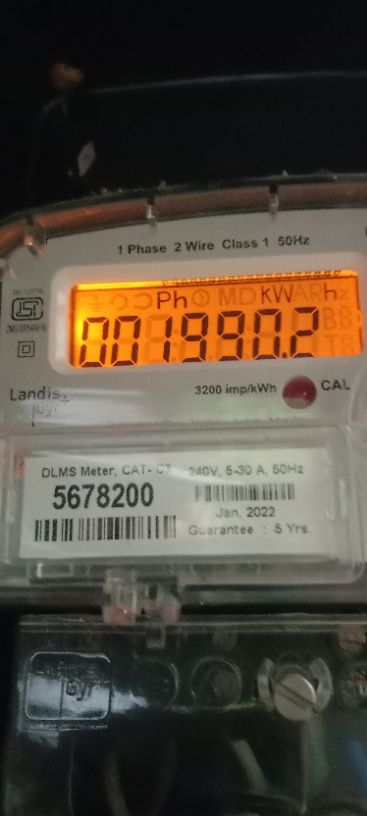 1 Phase 2 Wire Class 1 50Hz
Ph MD KW h
001990.2
Landis
3200 imp/kWh CAL
DLMS Meter, CAT- C3 240V, 5-30 A, 50Hz
5678200
Jan, 2022
Guarantee : 5 Yrs.